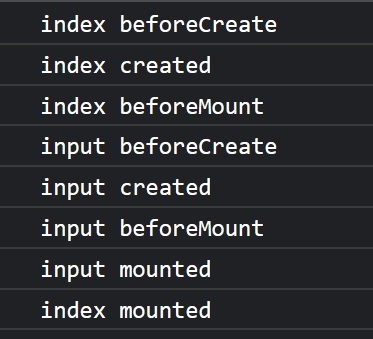 index beforeCreate
index created
index beforeMount
input beforeCreate
input created
input beforeMount
input mounted
index mounted